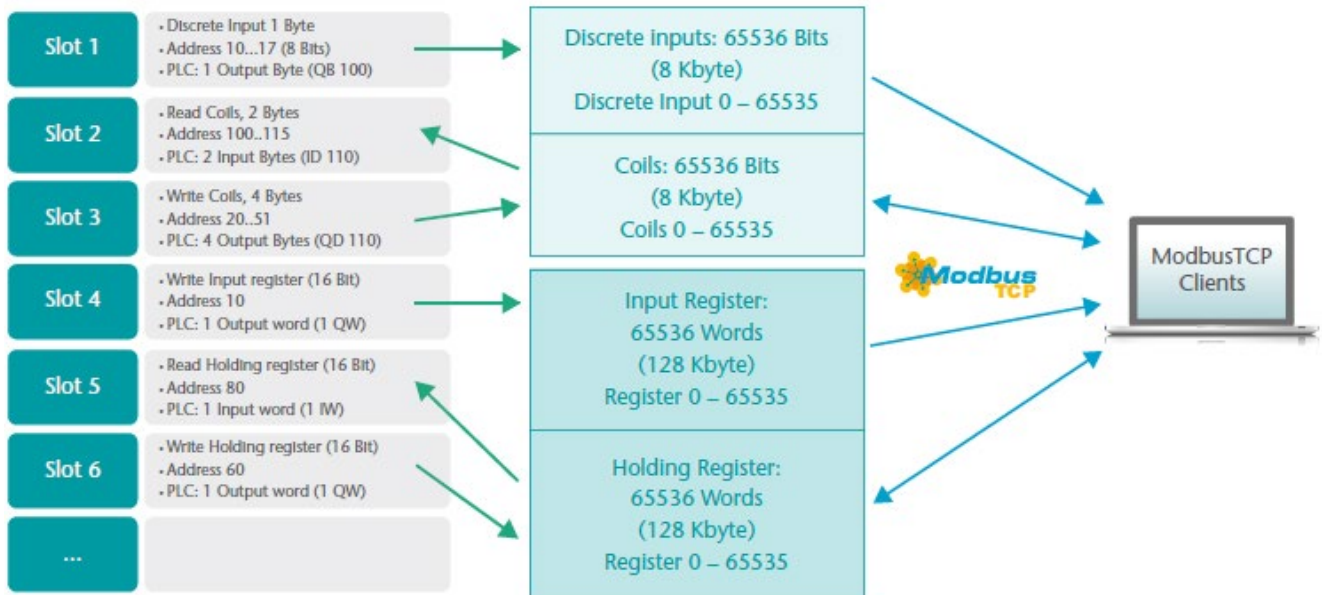 Slot 1
• Discrete Input 1 Byte
• Address 10...17 (8 Bits)
• PLC: 1 Output Byte (QB 100)
Slot 2
• Read Coils, 2 Bytes
• Address 100..115
• PLC: 2 Input Bytes (ID 110)
Slot 3
• Write Coils, 4 Bytes
• Address 20..51
• PLC: 4 Output Bytes (QD 110)
Slot 4
• Write Input register (16 Bit)
• Address 10
• PLC: 1 Output word (1 QW)
Slot 5
• Read Holding register (16 Bit)
• Address 80
• PLC: 1 Input word (1 IW)
Slot 6
• Write Holding register (16 Bit)
• Address 60
• PLC: 1 Output word (1 QW)
...
Discrete inputs: 65536 Bits
(8 Kbyte)
Discrete Input 0 – 65535
Coils: 65536 Bits
(8 Kbyte)
Coils 0 – 65535
Input Register:
65536 Words
(128 Kbyte)
Register 0 – 65535
Holding Register:
65536 Words
(128 Kbyte)
Register 0 – 65535
Modbus
TCP
ModbusTCP
Clients